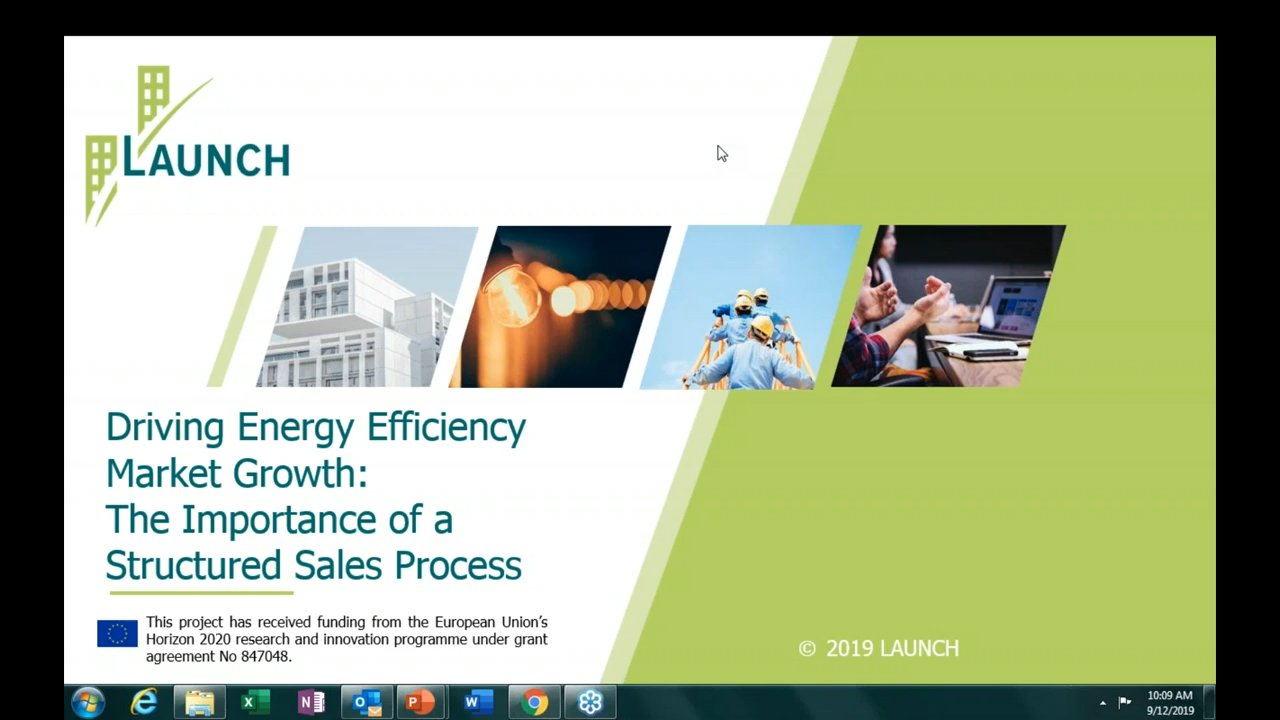 LAUNCH
Driving Energy Efficiency
Market Growth:
The Importance of a
Structured Sales Process
This project has received funding from the European Union’s
Horizon 2020 research and innovation programme under grant
agreement No 847048.
© 2019 LAUNCH
10:09 AM
9/12/2019